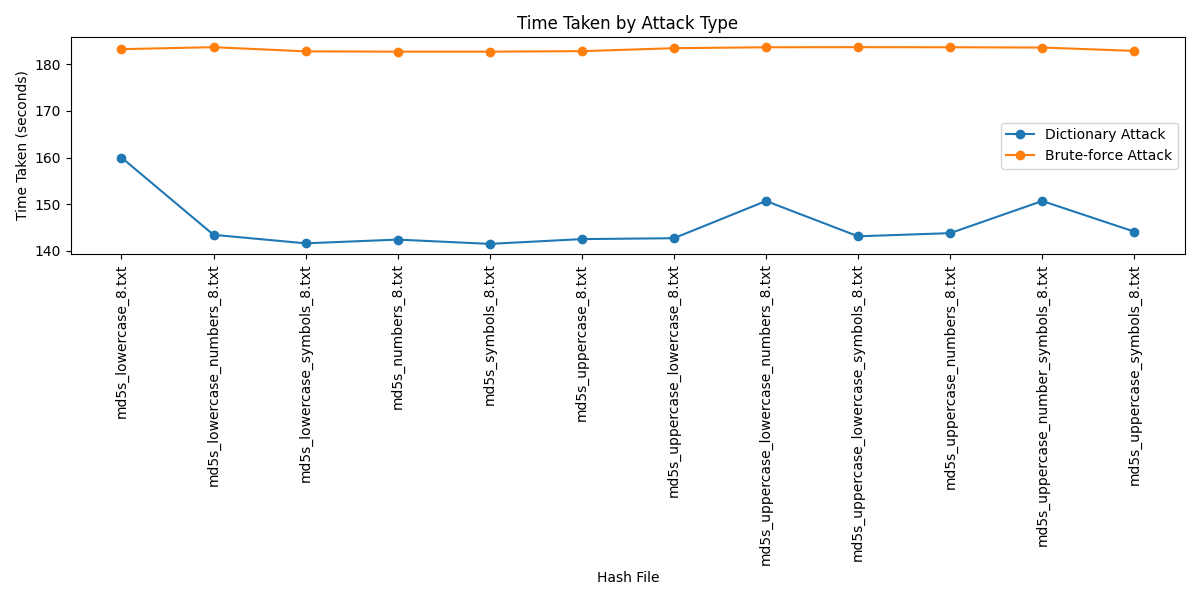 Time Taken by Attack Type
Time Taken (seconds)
180
170
160
150
140
Dictionary Attack
Brute-force Attack
md5s_lowercase_8.txt
md5s_lowercase_numbers_8.txt
md5s_lowercase_symbols_8.txt
md5s_numbers_8.txt
md5s_symbols_8.txt
md5s_uppercase_8.txt
md5s_uppercase_lowercase_8.txt
md5s_uppercase_lowercase_numbers_8.txt
md5s_uppercase_lowercase_symbols_8.txt
md5s_uppercase_numbers_8.txt
md5s_uppercase_number_symbols_8.txt
md5s_uppercase_symbols_8.txt
Hash File